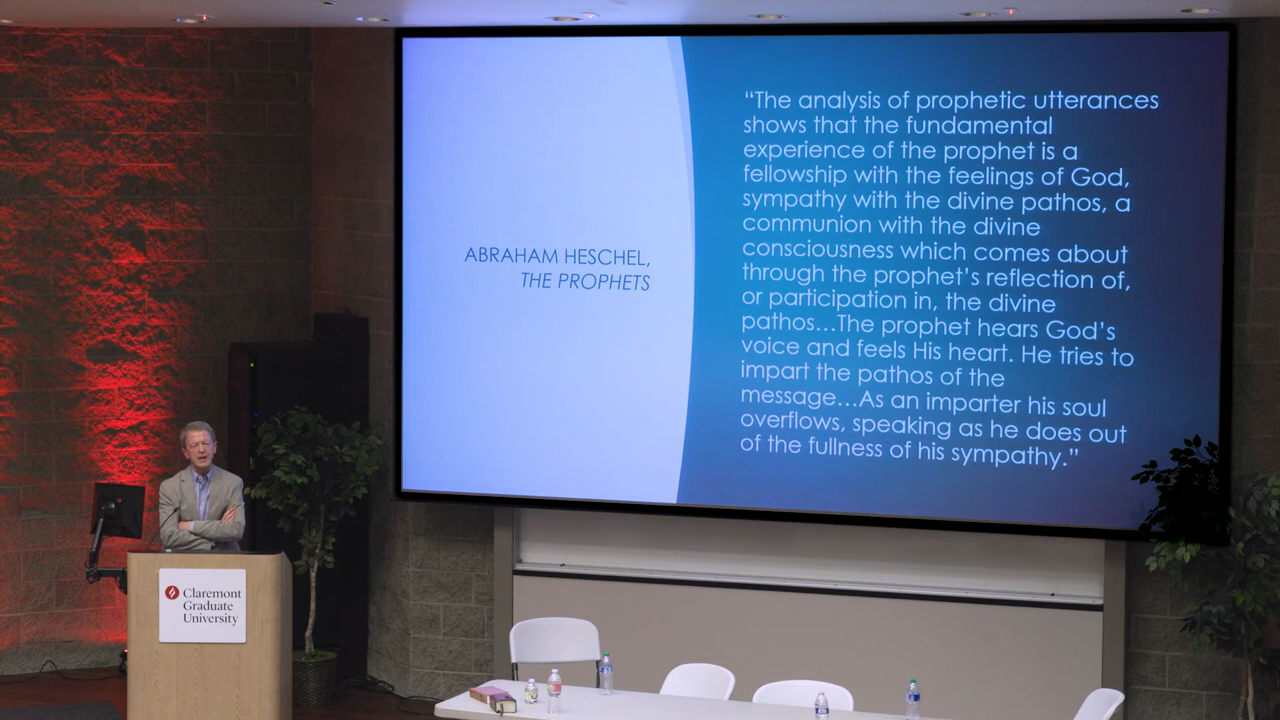 ABRAHAM HESCHEL,
THE PROPHETS
“The analysis of prophetic utterances
shows that the fundamental
experience of the prophet is a
fellowship with the feelings of God,
sympathy with the divine pathos, a
communion with the divine
consciousness which comes about
through the prophet’s reflection of,
or participation in, the divine
pathos…The prophet hears God’s
voice and feels His heart. He tries to
impart the pathos of the
message…As an imparter his soul
overflows, speaking as he does out
of the fullness of his sympathy.”
Claremont
Graduate
University